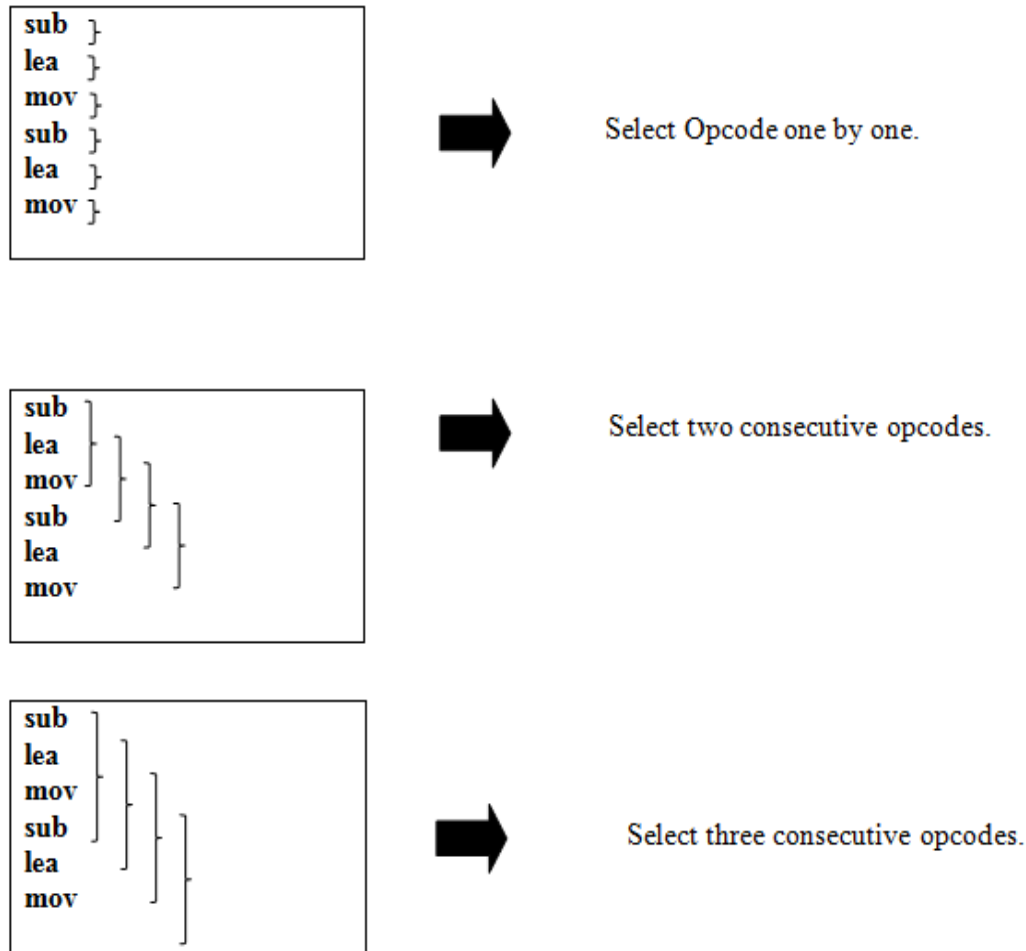 sub
lea
mov
sub
lea
mov
Select Opcode one by one.
sub
lea
mov
sub
lea
mov
Select two consecutive opcodes.
sub
lea
mov
sub
lea
mov
Select three consecutive opcodes.